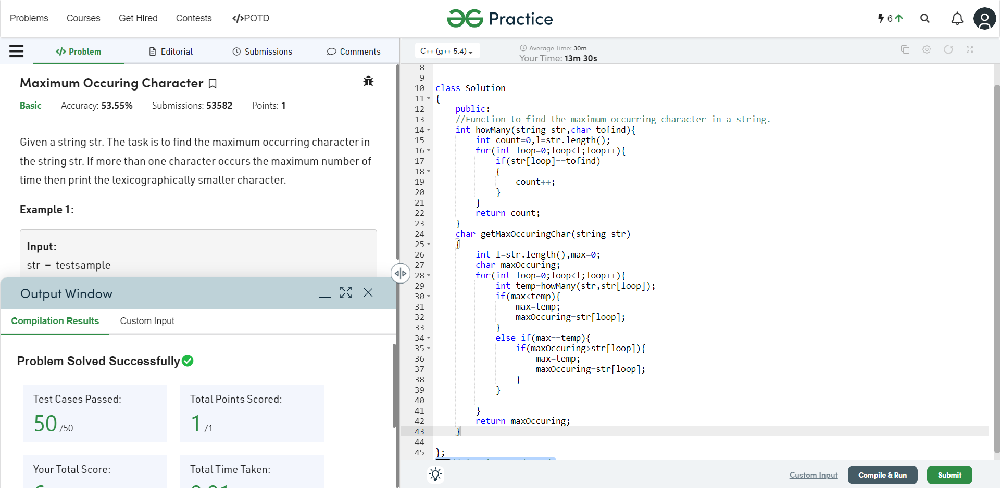 Problems Courses Get Hired Contests </>POTD
Practice
6
</> Problem Editorial Submissions Comments
Maximum Occuring Character
Basic Accuracy: 53.55% Submissions: 53582 Points: 1
Given a string str. The task is to find the maximum occurring character in
the string str. If more than one character occurs the maximum number of
time then print the lexicographically smaller character.
Example 1:
Input:
str = testsample
Output Window
Compilation Results Custom Input
Problem Solved Successfully
Test Cases Passed:
50 /50
Total Points Scored:
1 /1
Your Total Score:
Total Time Taken:
C++ (g++ 5.4)
Average Time: 30m
Your Time: 13m 30s
8
9
10 class Solution
11 {
12 public:
13 //Function to find the maximum occurring character in a string.
14 int howMany(string str,char tofind){
15 int count=0,l=str.length();
16 for(int loop=0;loop<l;loop++){
17 if(str[loop]==tofind)
18 {
19 count++;
20 }
21 }
22 return count;
23 }
24 char getMaxOccuringChar(string str)
25 {
26 int l=str.length(),max=0;
27 char maxOccuring;
28 for(int loop=0;loop<l;loop++){
29 int temp=howMany(str,str[loop]);
30 if(max<temp){
31 max=temp;
32 maxOccuring=str[loop];
33 }
34 else if(max==temp){
35 if(maxOccuring>str[loop]){
36 max=temp;
37 maxOccuring=str[loop];
38 }
39 }
40
41 }
42 return maxOccuring;
43 }
44
45 };
Custom Input Compile & Run Submit